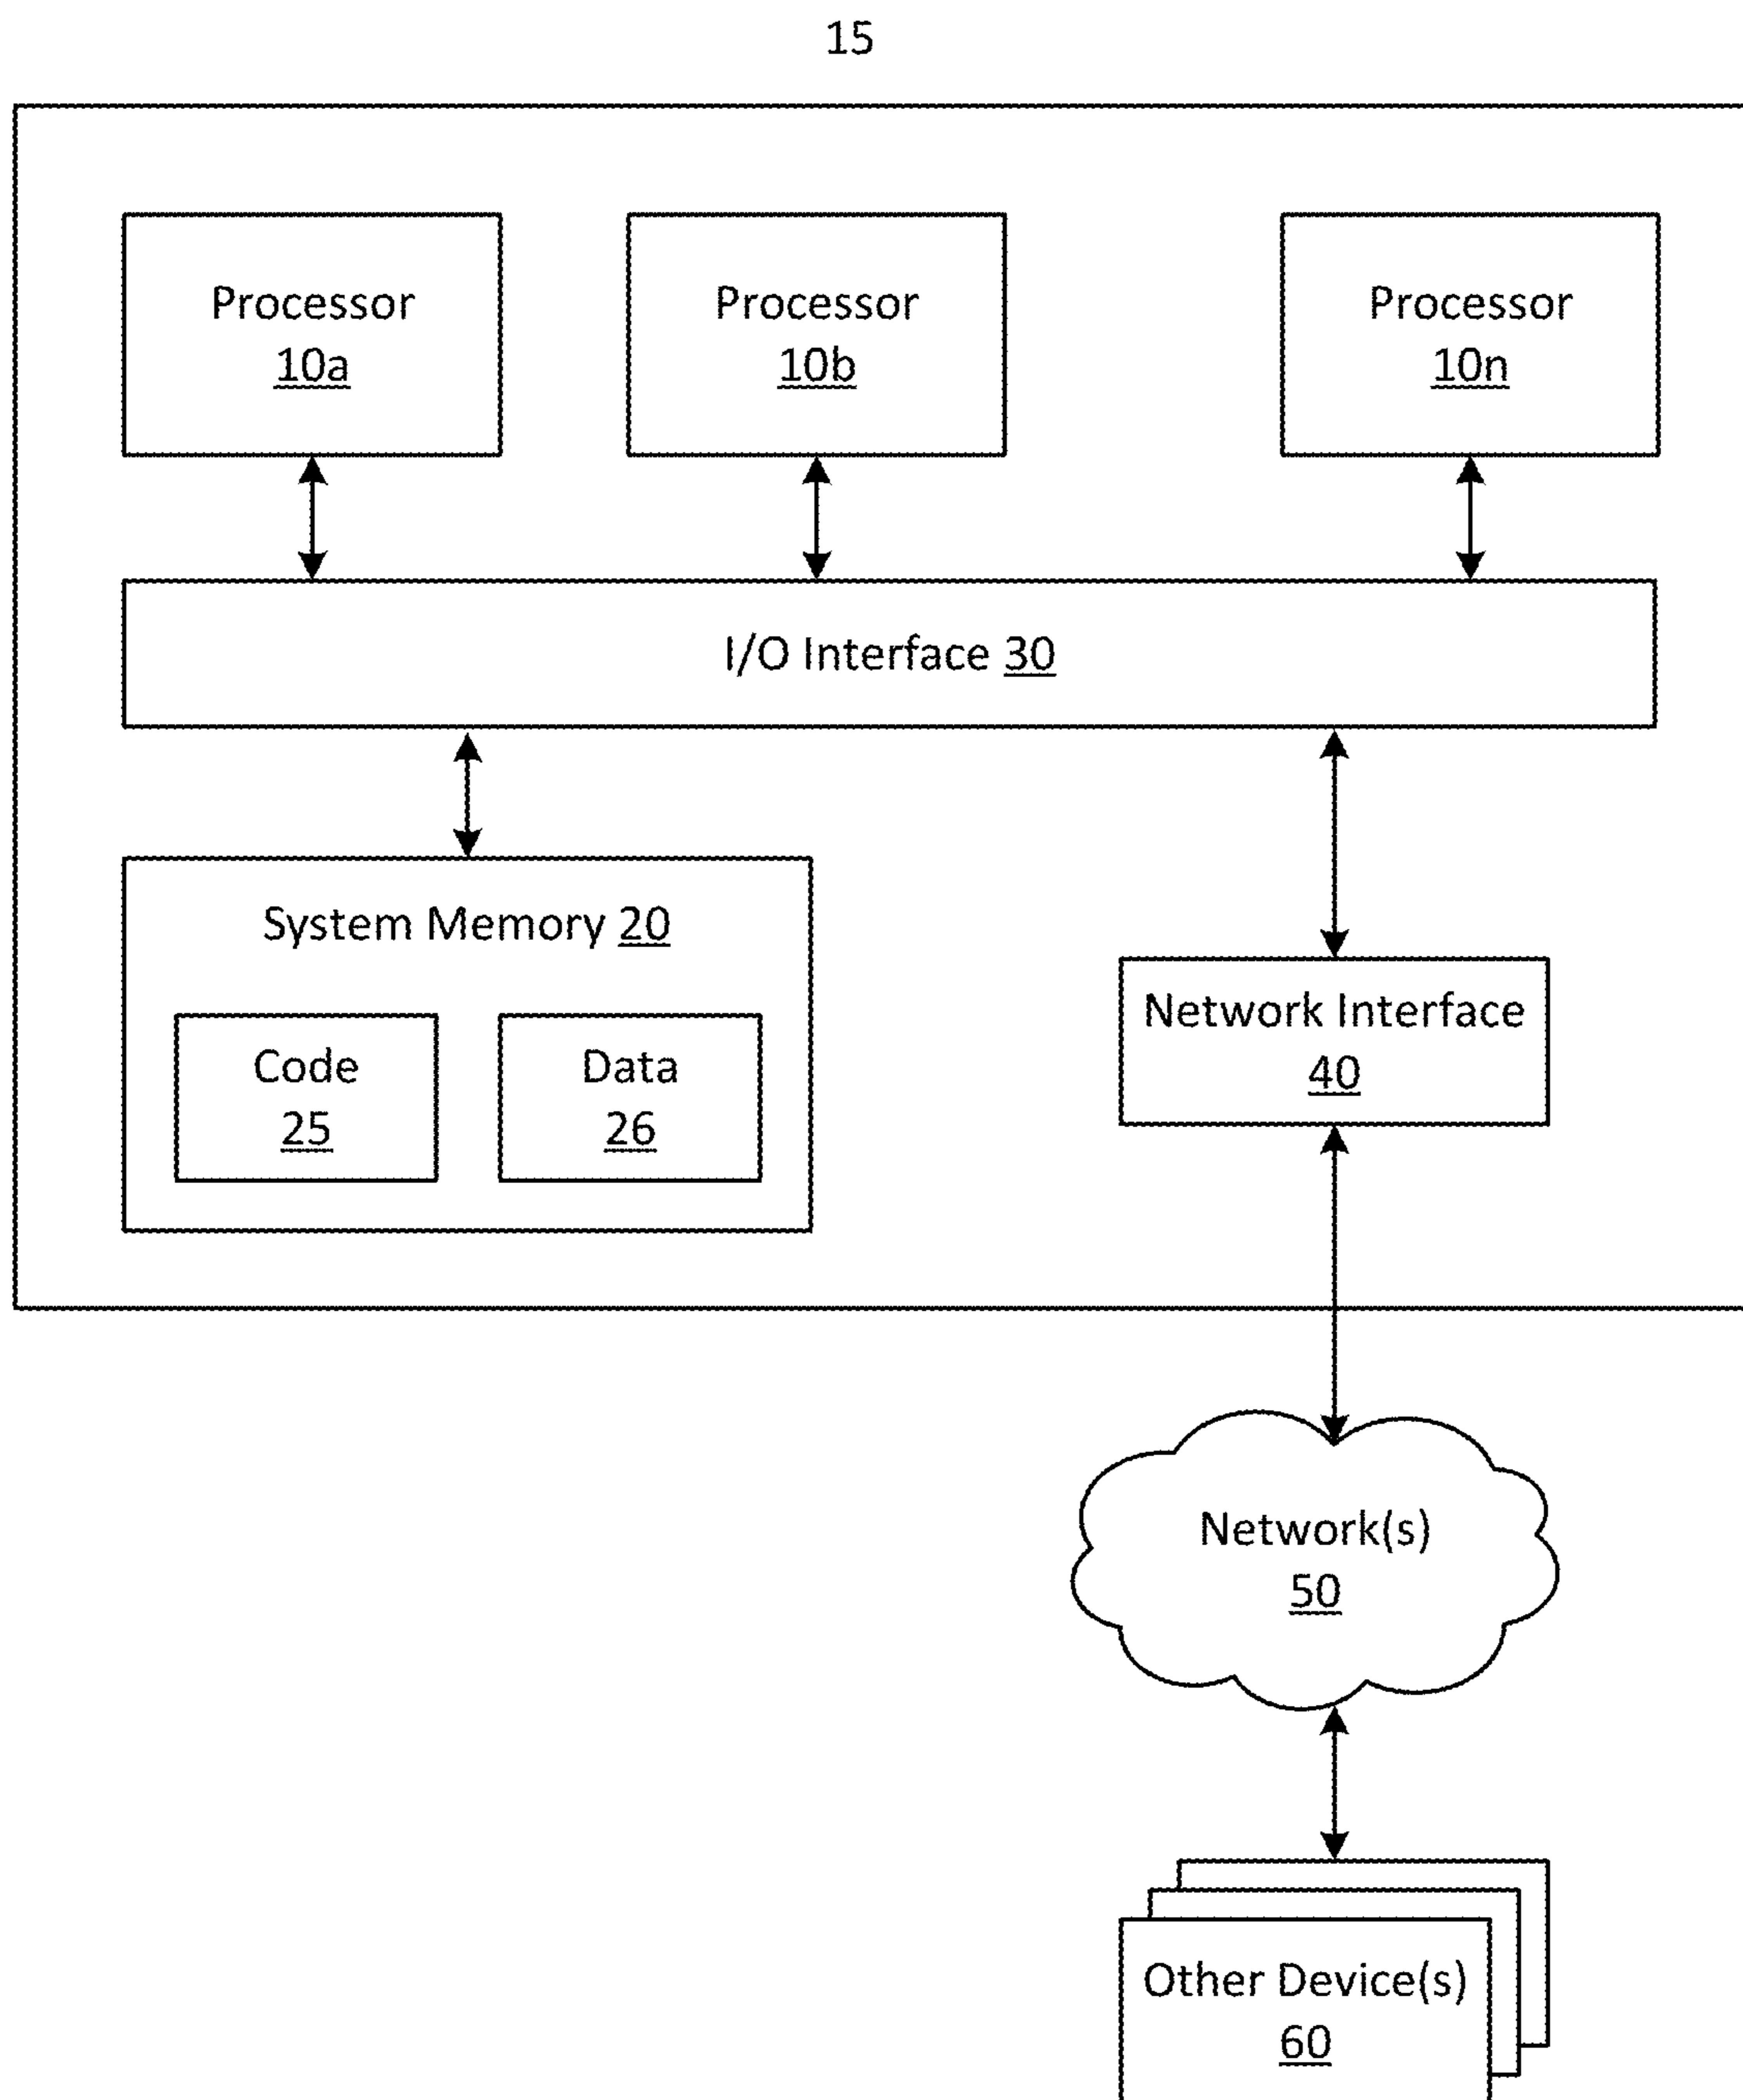 15
Processor
10a
Processor
10b
Processor
10n
I/O Interface 30
System Memory 20
Code
25
Data
26
Network Interface
40
Network(s)
50
Other Device(s)
60